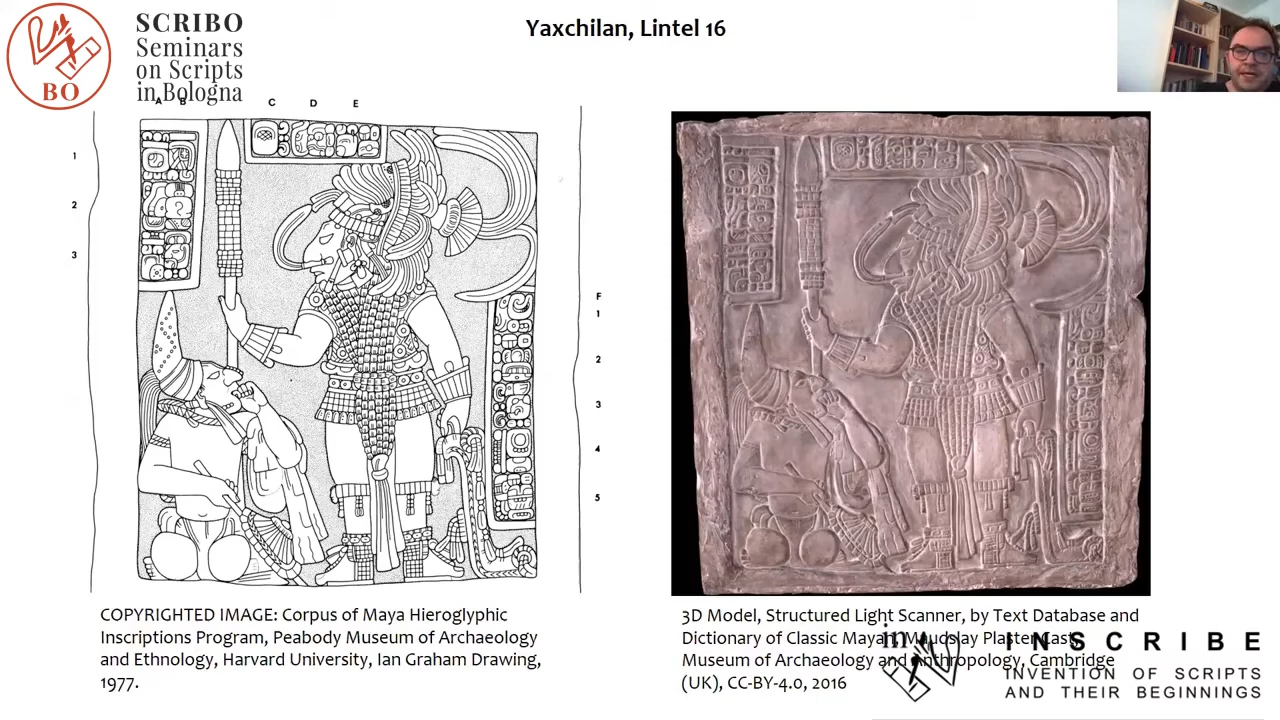 SCRIBO
Seminars
on Scripts
in Bologna
BO
Yaxchilan, Lintel 16
A B C D E
1
2
3
F
1
2
3
4
5
COPYRIGHTED IMAGE: Corpus of Maya Hieroglyphic
Inscriptions Program, Peabody Museum of Archaeology
and Ethnology, Harvard University, Ian Graham Drawing,
1977.
3D Model, Structured Light Scanner, by Text Database and
Dictionary of Classic Mayan, Maudslay Plaster Cast,
Museum of Archaeology and Anthropology, Cambridge
(UK), CC-BY-4.0, 2016
INSCRIBE
INVENTION OF SCRIPTS
AND THEIR BEGINNINGS